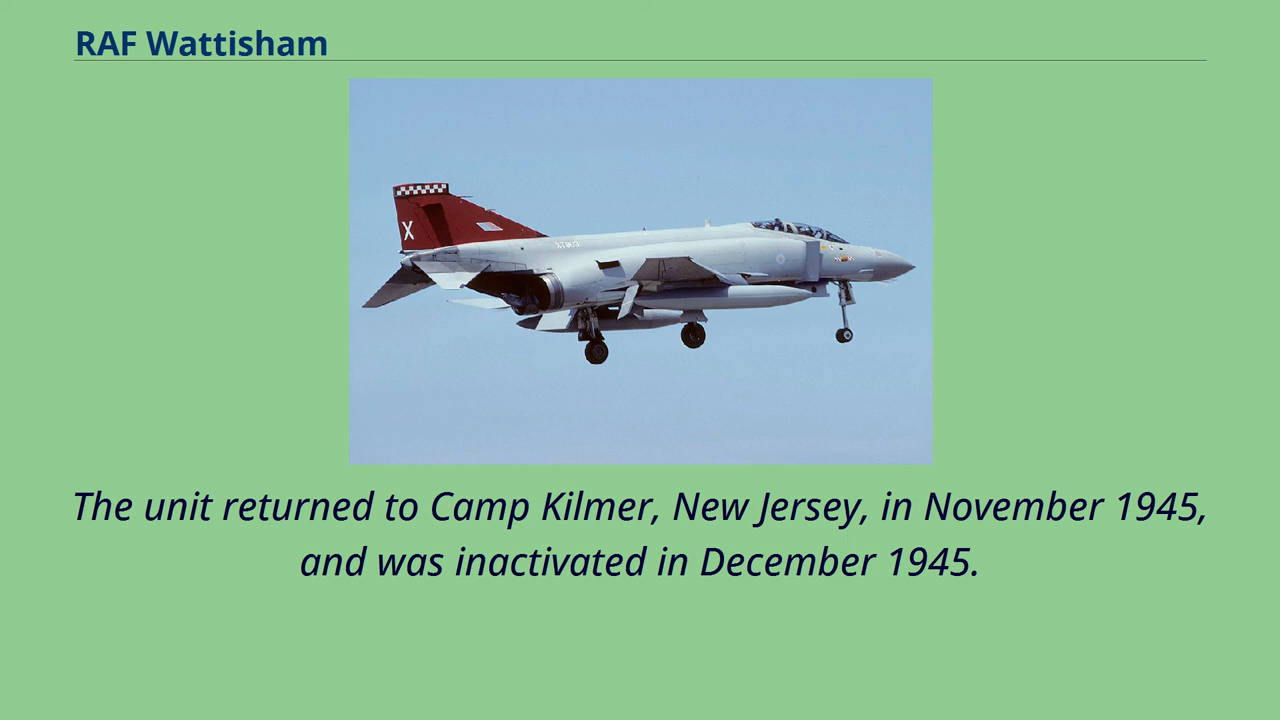 RAF Wattisham
X
The unit returned to Camp Kilmer, New Jersey, in November 1945,
and was inactivated in December 1945.